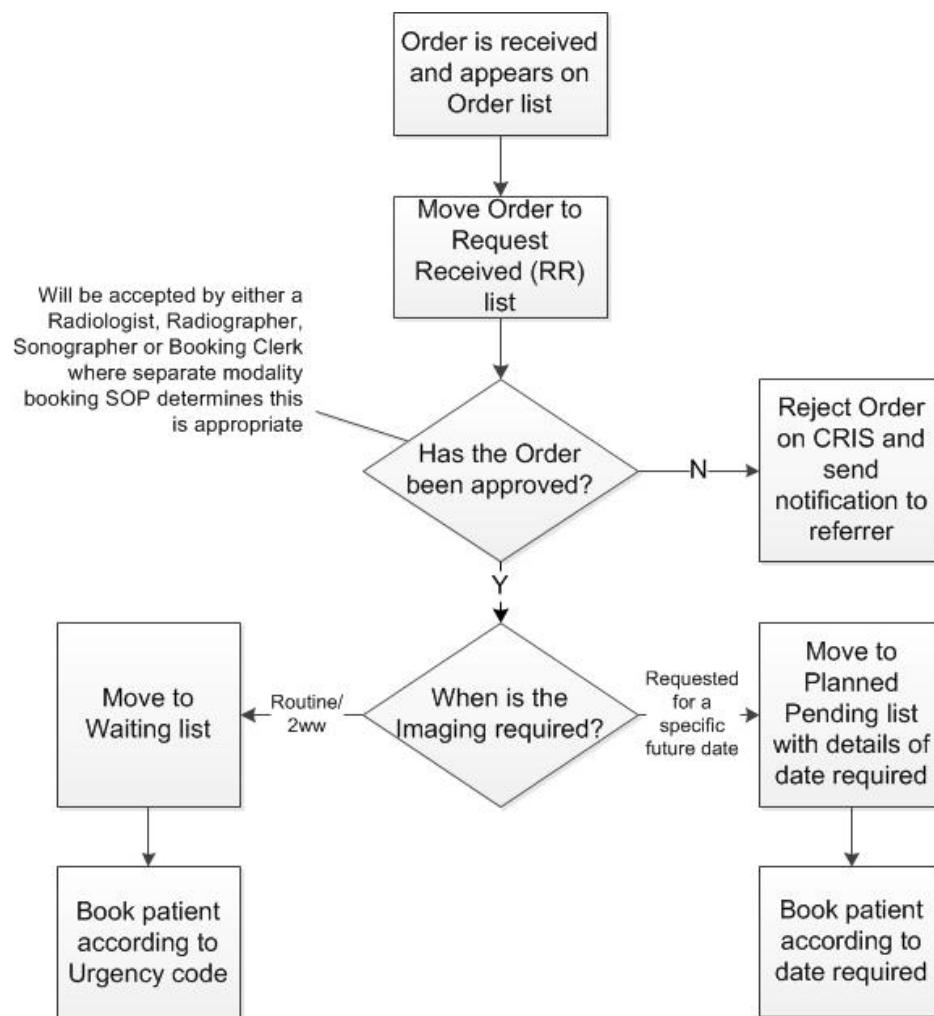 Order is received
and appears on
Order list
Move Order to
Request
Received (RR)
list
Will be accepted by either a
Radiologist, Radiographer,
Sonographer or Booking Clerk
where separate modality
booking SOP determines this
is appropriate
Has the Order
been approved?
N
Reject Order
on CRIS and
send
notification to
referrer
Y
When is the
Imaging required?
Routine/
2ww
Move to
Waiting list
Requested
for a
specific
future date
Move to
Planned
Pending list
with details of
date required
Book patient
according to
Urgency code
Book patient
according to
date required